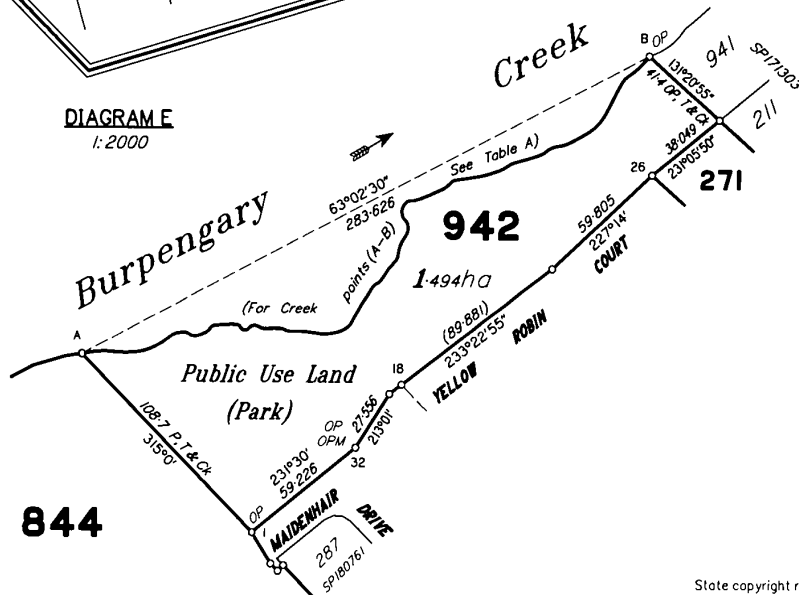 DIAGRAM E
1:2000
Burpengary Creek
B OP
941
SP171303
131°20'55"
41·4 OP, T & Ck
211
38·049
231°05'50"
26
271
63°02'30"
283·626
See Table A)
points (A-B)
(For Creek
942
1·494ha
59·805
227°14'
COURT
ROBIN
YELLOW
(89·881)
233°22'55"
18
A
Public Use Land
(Park)
108·7 P, T & Ck
315°0'
OP
OPM
27·556
213°01'
32
231°30'
59·226
OP
1
MAIDENHAIR
DRIVE
287
SP180761
844
State copyright r